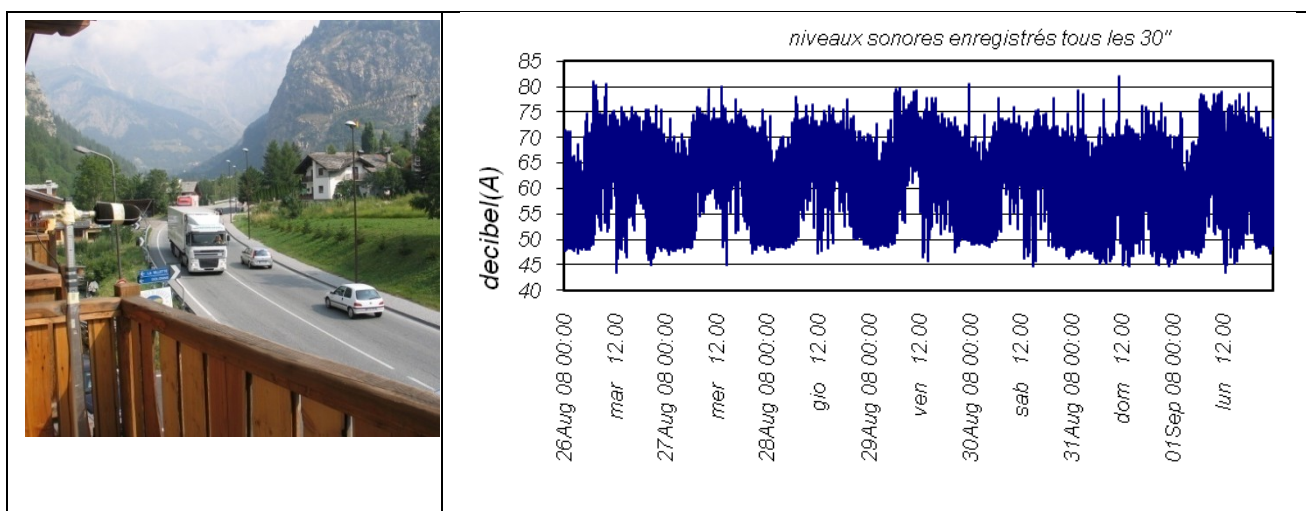 niveaux sonores enregistrés tous les 30"
decibel(A)
85
80
75
70
65
60
55
50
45
40
26Aug 08 00:00
mar 12.00
27Aug 08 00:00
mer 12.00
28Aug 08 00:00
gio 12.00
29Aug 08 00:00
ven 12.00
30Aug 08 00:00
sab 12.00
31Aug 08 00:00
dom 12.00
01Sep 08 00:00
lun 12.00